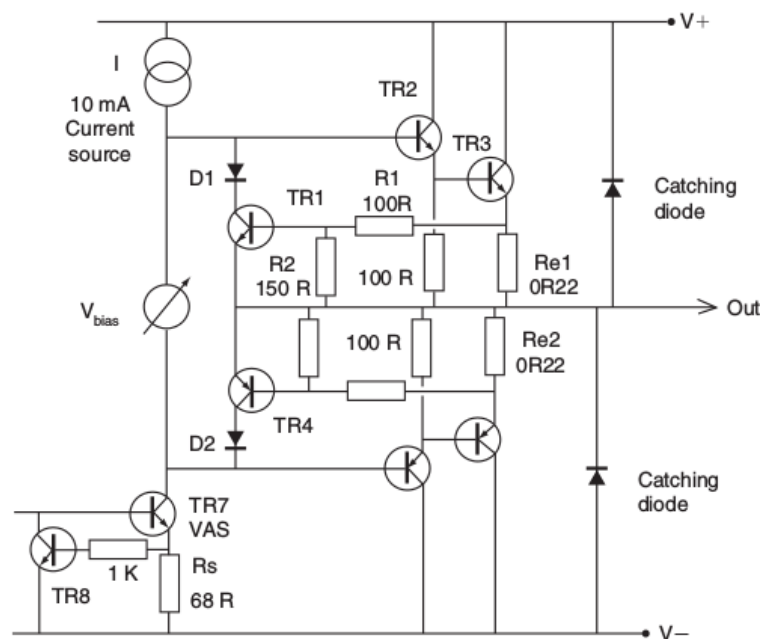 V+
I
10 mA
Current
source
TR2
TR3
D1
TR1
R1
100R
Catching
diode
R2
150 R
100 R
Re1
0R22
V bias
Out
100 R
Re2
0R22
TR4
D2
TR7
VAS
Catching
diode
1 K
Rs
TR8
68 R
V−